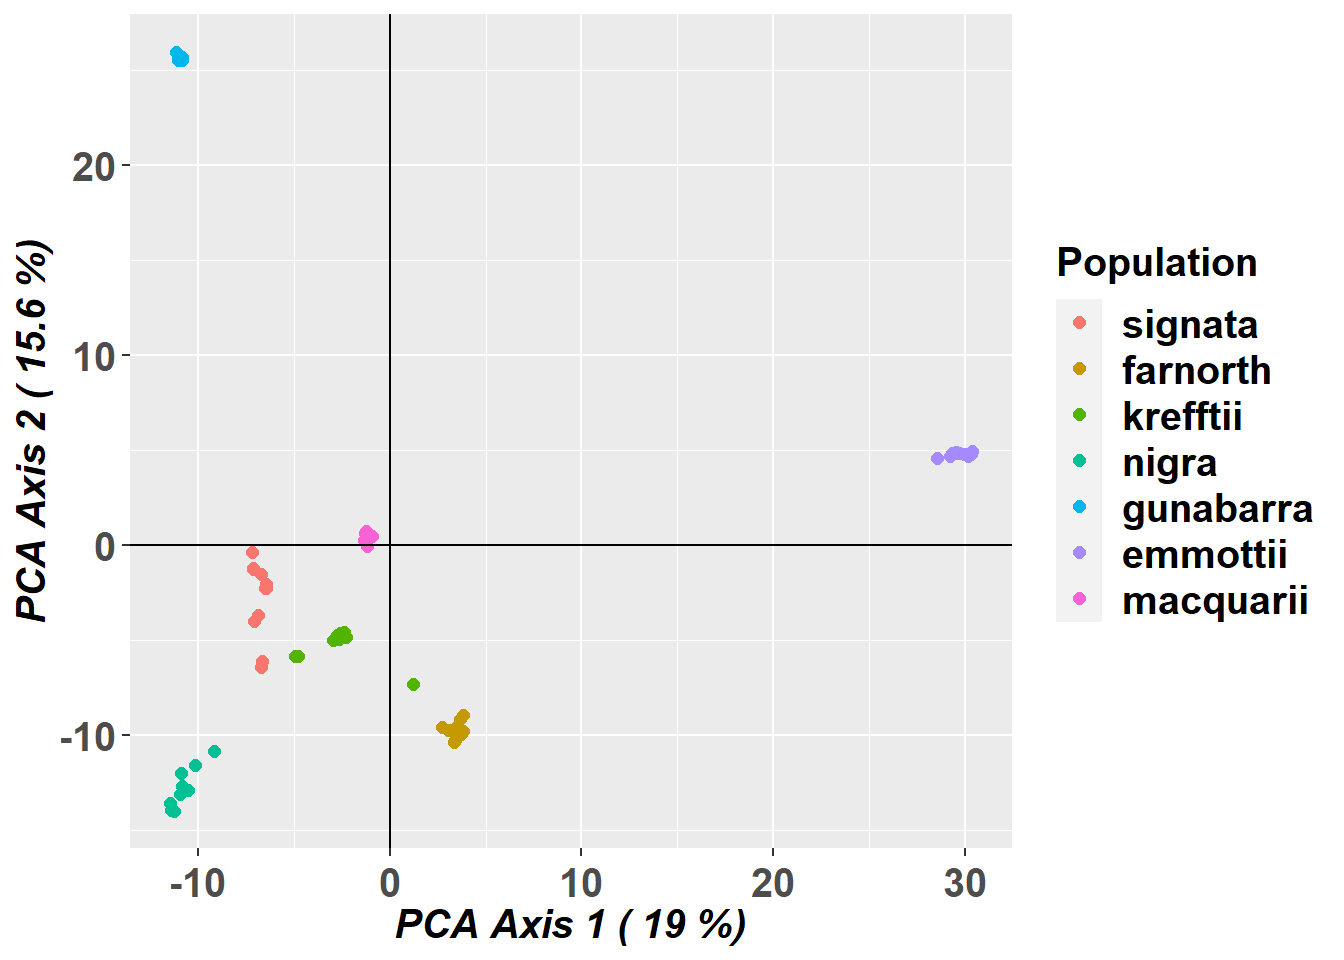 20
10
0
-10
-10
0
10
20
30
PCA Axis 1 ( 19 %)
PCA Axis 2 ( 15.6 %)
Population
signata
farnorth
krefftii
nigra
gunabarra
emmottii
macquarii